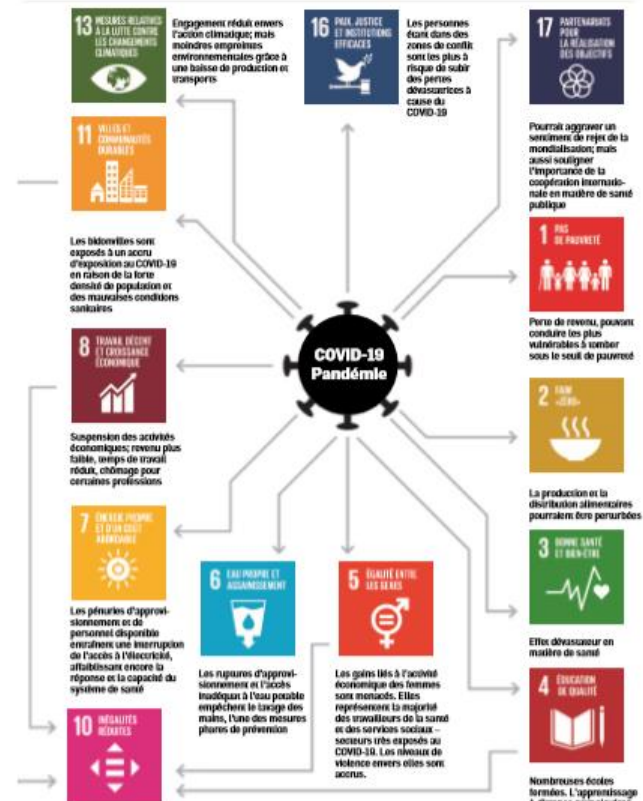 13 MESURES RELATIVES
À LA LUTTE CONTRE
LES CHANGEMENTS
CLIMATIQUES
Engagement réduit envers
l'action climatique; mais
moindres empreintes
environnementales grâce à
une baisse de production et
transports
16 PAIX, JUSTICE
ET INSTITUTIONS
EFFICACES
Les personnes
étant dans des
zones de conflit
sont les plus à
risque de subir
des pertes
dévastatrices à
cause du
COVID-19
17 PARTENARIATS
POUR
LA RÉALISATION
DES OBJECTIFS
Pourrait aggraver un
sentiment de rejet de la
mondialisation; mais
aussi souligner
l'importance de la
coopération internatio-
nale en matière de santé
publique
11 VILLES ET
COMMUNAUTÉS
DURABLES
Les bidonvilles sont
exposés à un accru
d'exposition au COVID-19
en raison de la forte
densité de population et
des mauvaises conditions
sanitaires
1 PAS
DE PAUVRETÉ
Perte de revenu, pouvant
conduire les plus
vulnérables à tomber
sous le seuil de pauvreté
COVID-19
Pandémie
8 TRAVAIL DÉCENT
ET CROISSANCE
ÉCONOMIQUE
Suspension des activités
économiques; revenu plus
faible, temps de travail
réduit, chômage pour
certaines professions
2 FAIM
«ZÉRO»
La production et la
distribution alimentaires
pourraient être perturbées
7 ÉNERGIE PROPRE
ET D'UN COÛT
ABORDABLE
Les pénuries d'approvi-
sionnement et de
personnel disponible
entraînent une interruption
de l'accès à l'électricité,
affaiblissant encore la
réponse et la capacité du
système de santé
6 EAU PROPRE ET
ASSAINISSEMENT
Les ruptures d'approvi-
sionnement et l'accès
inadéquat à l'eau potable
empêchent le lavage des
mains, l'une des mesures
phares de prévention
5 ÉGALITÉ ENTRE
LES SEXES
Les gains liés à l'activité
économique des femmes
sont menacés. Elles
représentent la majorité
des travailleurs de la santé
et des services sociaux –
secteurs très exposés au
COVID-19. Les niveaux de
violence envers elles sont
accrus.
3 BONNE SANTÉ
ET BIEN-ÊTRE
Effet dévastateur en
matière de santé
4 ÉDUCATION
DE QUALITÉ
Nombreuses écoles
fermées. L'apprentissage
10 INÉGALITÉS
RÉDUITES